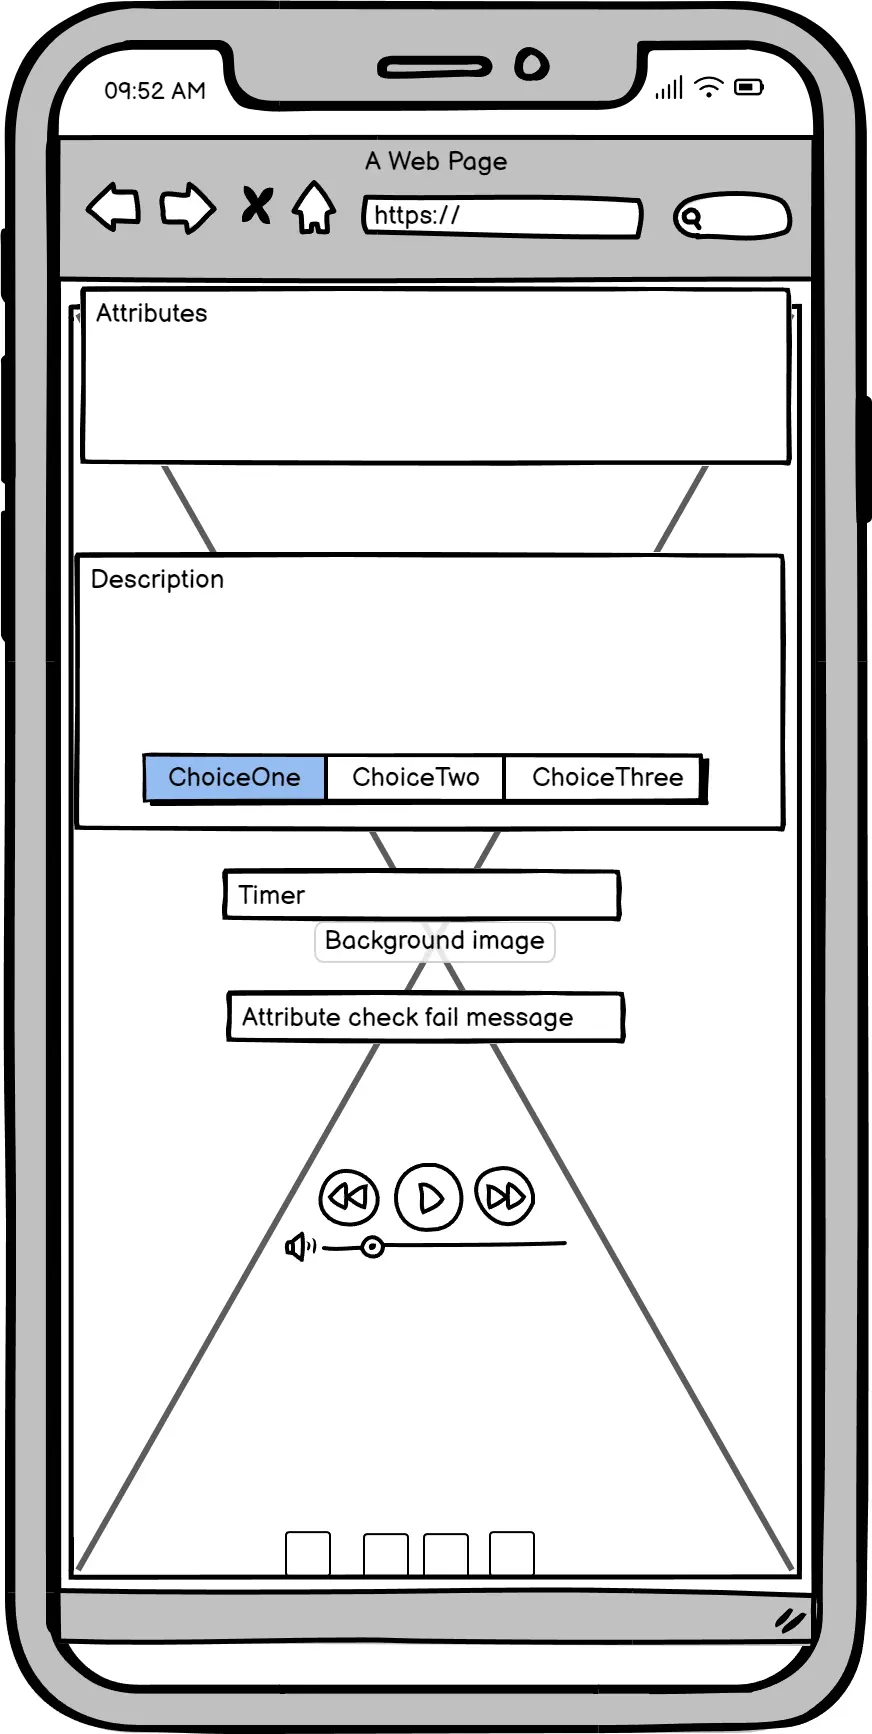 09:52 AM
A Web Page
https://
Attributes
Description
ChoiceOne ChoiceTwo ChoiceThree
Timer
Background image
Attribute check fail message